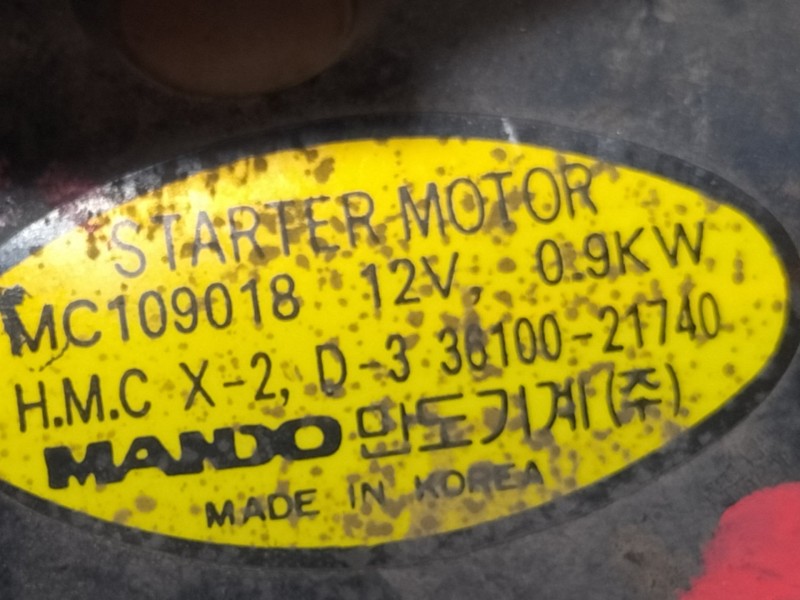 STARTER MOTOR
MC109018 12V, 0.9KW
H.M.C X-2, D-3 36100-21740
MANDO 만도기계(주)
MADE IN KOREA